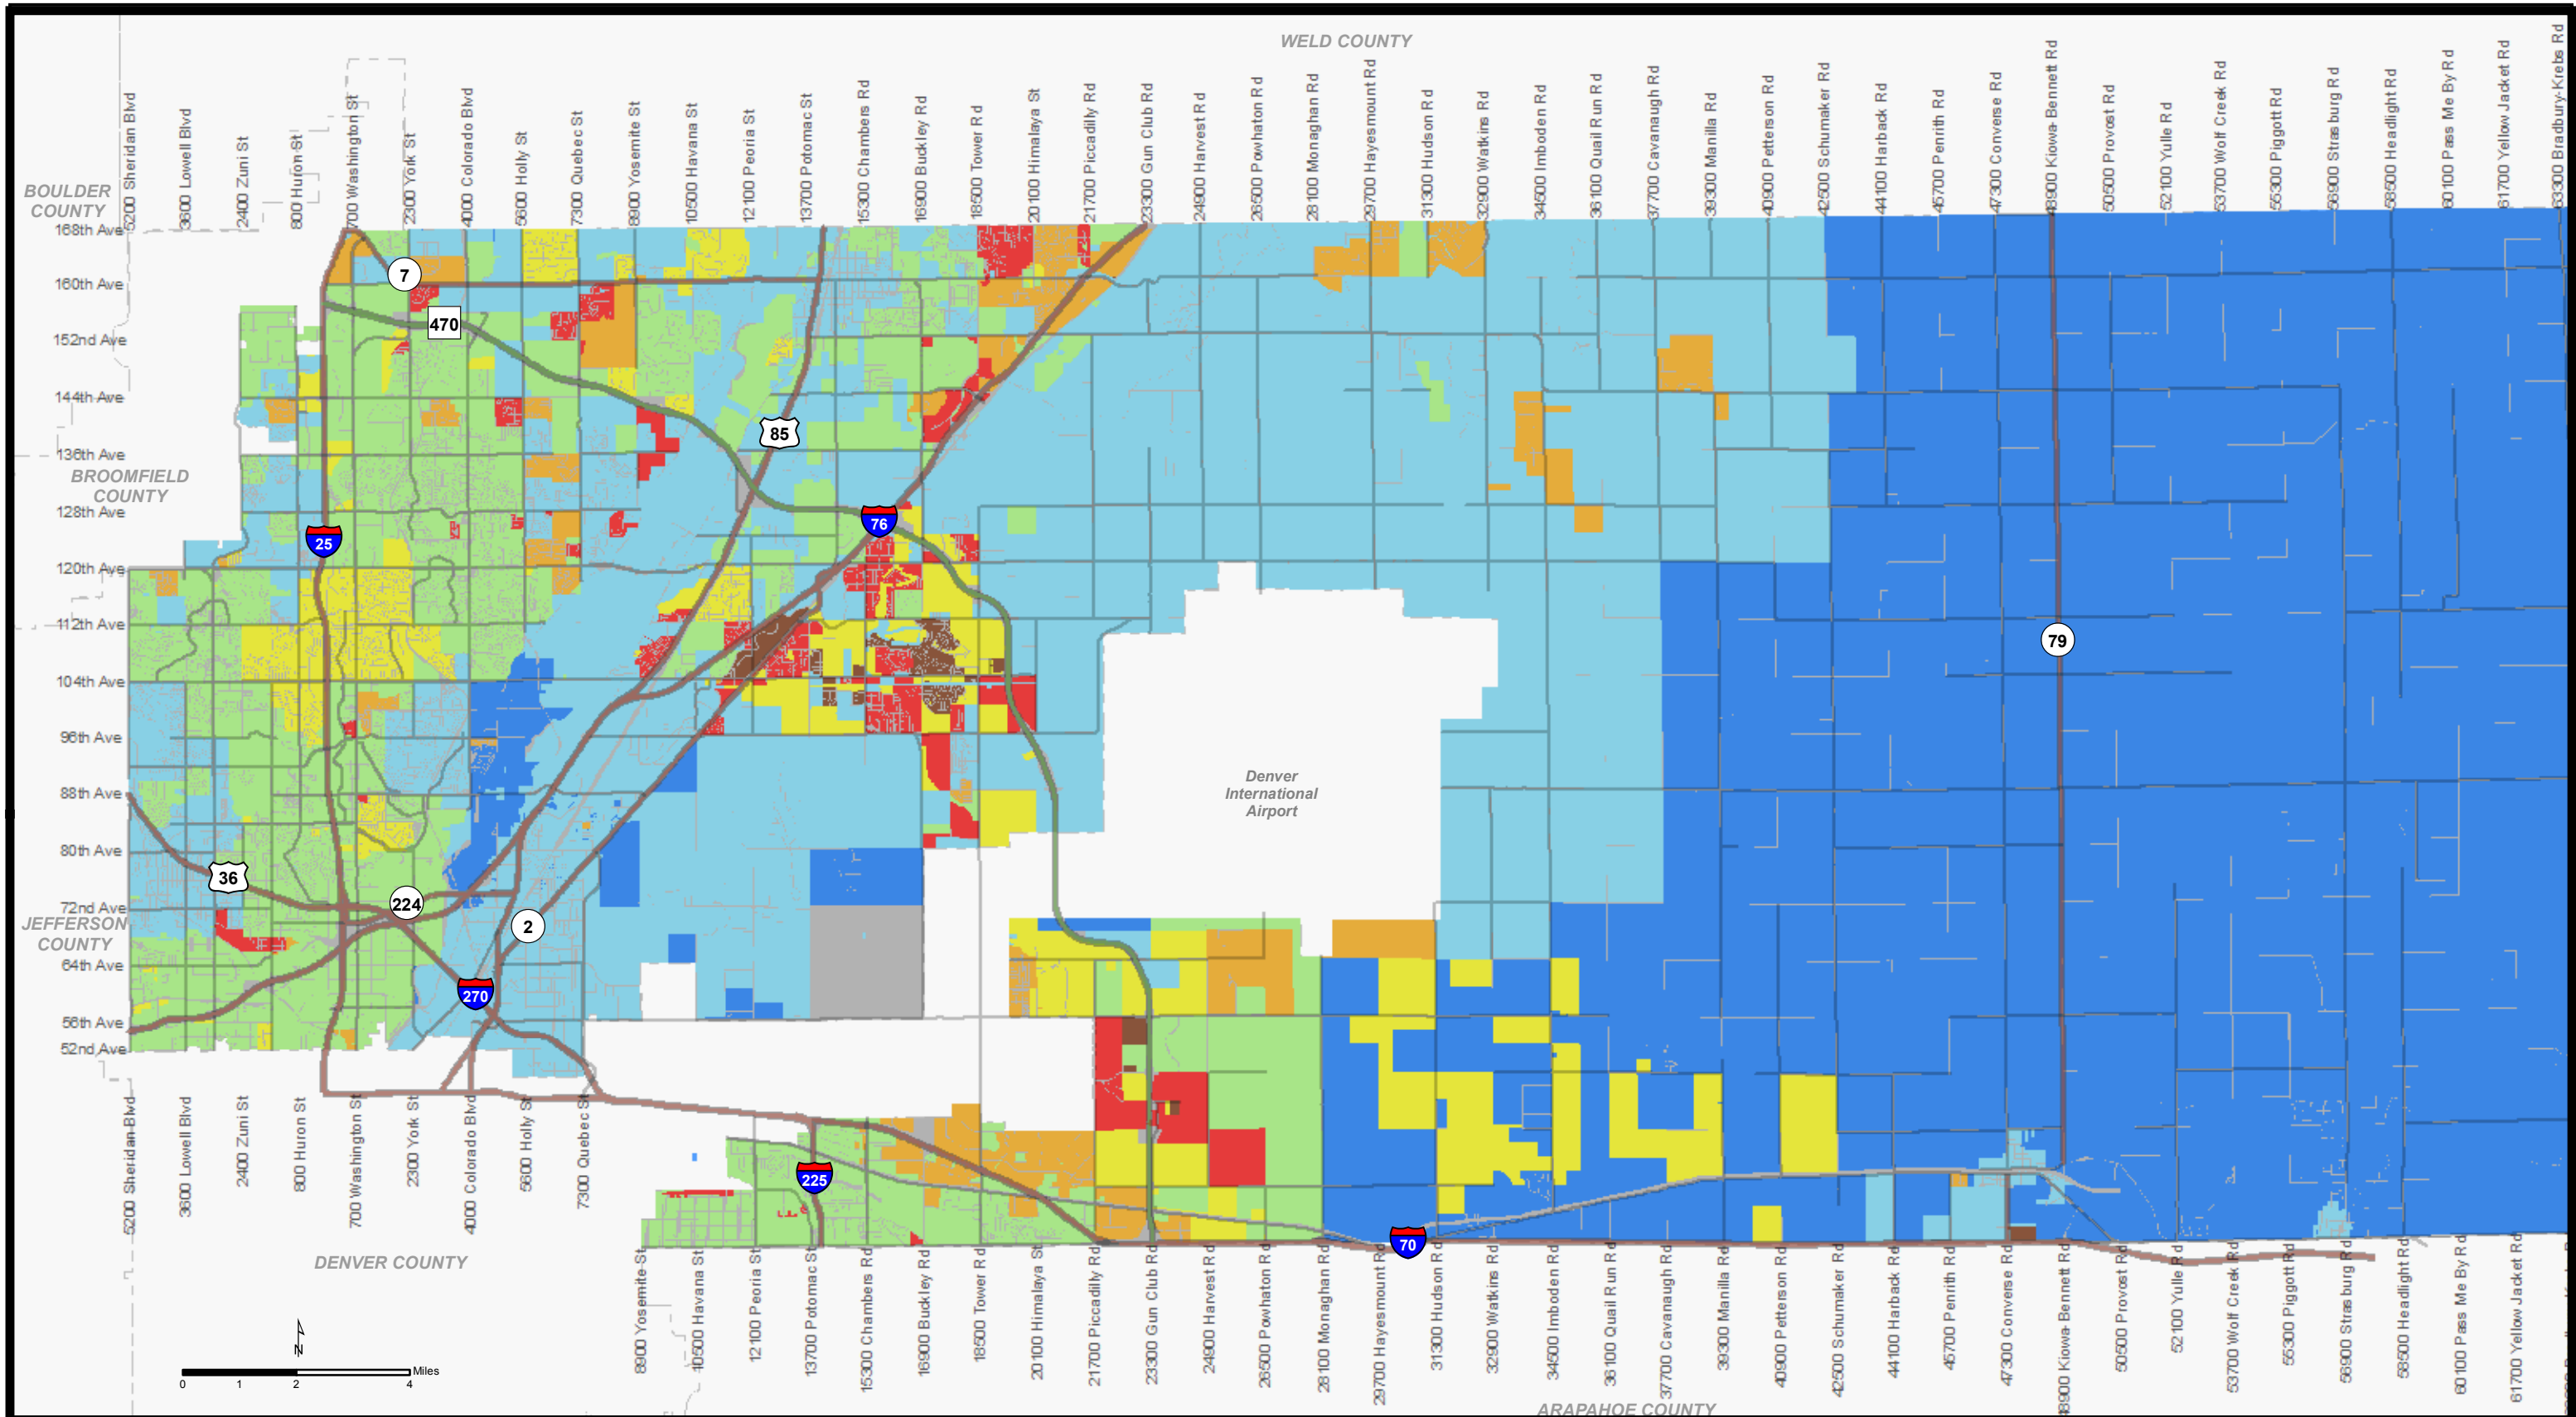 WELD COUNTY
5200 Sheridan Blvd
3600 Lowell Blvd
2400 Zuni St
800 Huron St
700 Washington St
2300 York St
4000 Colorado Blvd
5600 Holly St
7300 Quebec St
8900 Yosemite St
10500 Havana St
12100 Peoria St
13700 Potomac St
15300 Chambers Rd
16900 Buckley Rd
18500 Tower Rd
20100 Himalaya St
21700 Piccadilly Rd
23300 Gun Club Rd
24900 Harvest Rd
26500 Powhaton Rd
28100 Monaghan Rd
29700 Hayesmount Rd
31300 Hudson Rd
32900 Watkins Rd
34500 Imboden Rd
36100 Quail Run Rd
37700 Cavanaugh Rd
39300 Manilla Rd
40900 Petterson Rd
42500 Schumaker Rd
44100 Harback Rd
45700 Penrith Rd
47300 Converse Rd
48900 Kiowa-Bennett Rd
50500 Provost Rd
52100 Yulle Rd
53700 Wolf Creek Rd
55300 Piggott Rd
56900 Strasburg Rd
58500 Headlight Rd
60100 Pass Me By Rd
61700 Yellow Jacket Rd
63300 Bradbury-Krebs Rd
BOULDER
COUNTY
168th Ave
7
160th Ave
470
152nd Ave
144th Ave
85
136th Ave
BROOMFIELD
COUNTY
128th Ave
76
25
120th Ave
112th Ave
79
104th Ave
96th Ave
Denver
International
Airport
88th Ave
80th Ave
36
224
72nd Ave
2
JEFFERSON
COUNTY
64th Ave
270
56th Ave
52nd Ave
5200 Sheridan Blvd
3600 Lowell Blvd
2400 Zuni St
800 Huron St
700 Washington St
2300 York St
4000 Colorado Blvd
5600 Holly St
7300 Quebec St
225
70
DENVER COUNTY
8900 Yosemite St
10500 Havana St
12100 Peoria St
13700 Potomac St
15300 Chambers Rd
16900 Buckley Rd
18500 Tower Rd
20100 Himalaya St
21700 Piccadilly Rd
23300 Gun Club Rd
24900 Harvest Rd
26500 Powhaton Rd
28100 Monaghan Rd
29700 Hayesmount Rd
31300 Hudson Rd
32900 Watkins Rd
34500 Imboden Rd
36100 Quail Run Rd
37700 Cavanaugh Rd
39300 Manilla Rd
40900 Petterson Rd
42500 Schumaker Rd
44100 Harback Rd
45700 Penrith Rd
47300 Converse Rd
48900 Kiowa-Bennett Rd
50500 Provost Rd
52100 Yulle Rd
53700 Wolf Creek Rd
55300 Piggott Rd
56900 Strasburg Rd
58500 Headlight Rd
60100 Pass Me By Rd
61700 Yellow Jacket Rd
N
Miles
0 1 2 4
ARAPAHOE COUNTY